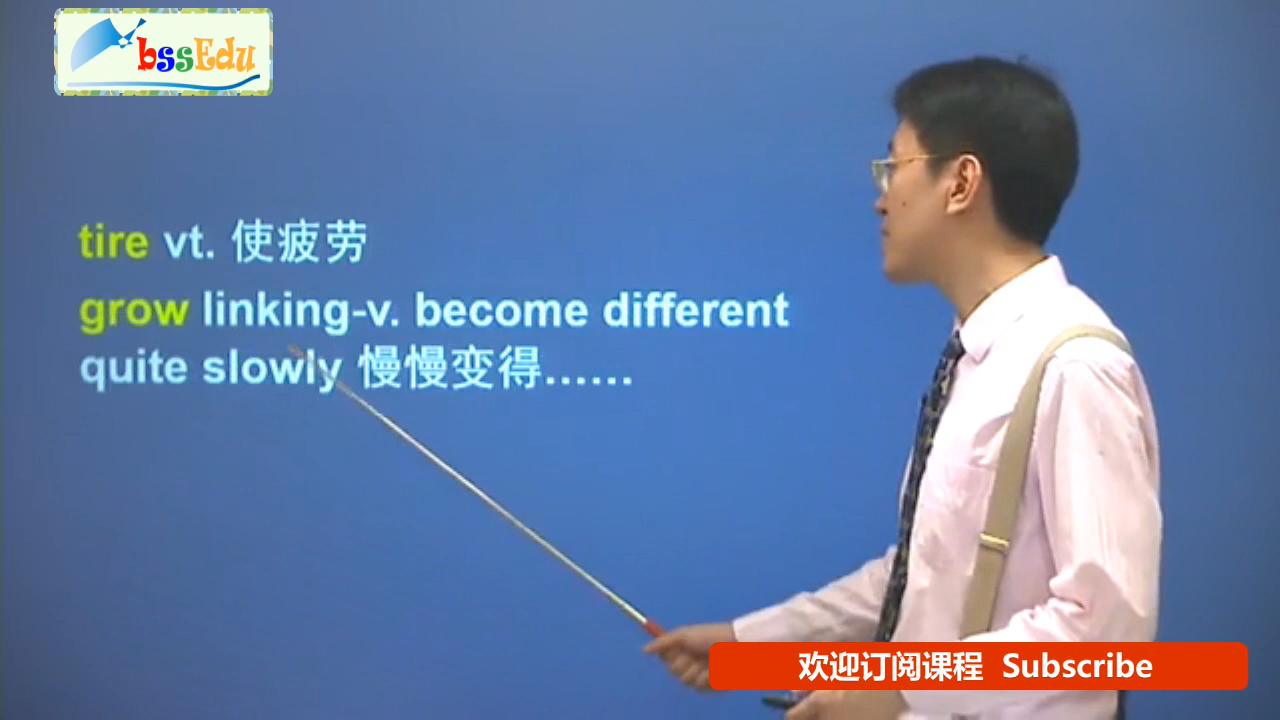 bssEdu
tire vt. 使疲劳
grow linking-v. become different
quite slowly 慢慢变得......
欢迎订阅课程 Subscribe